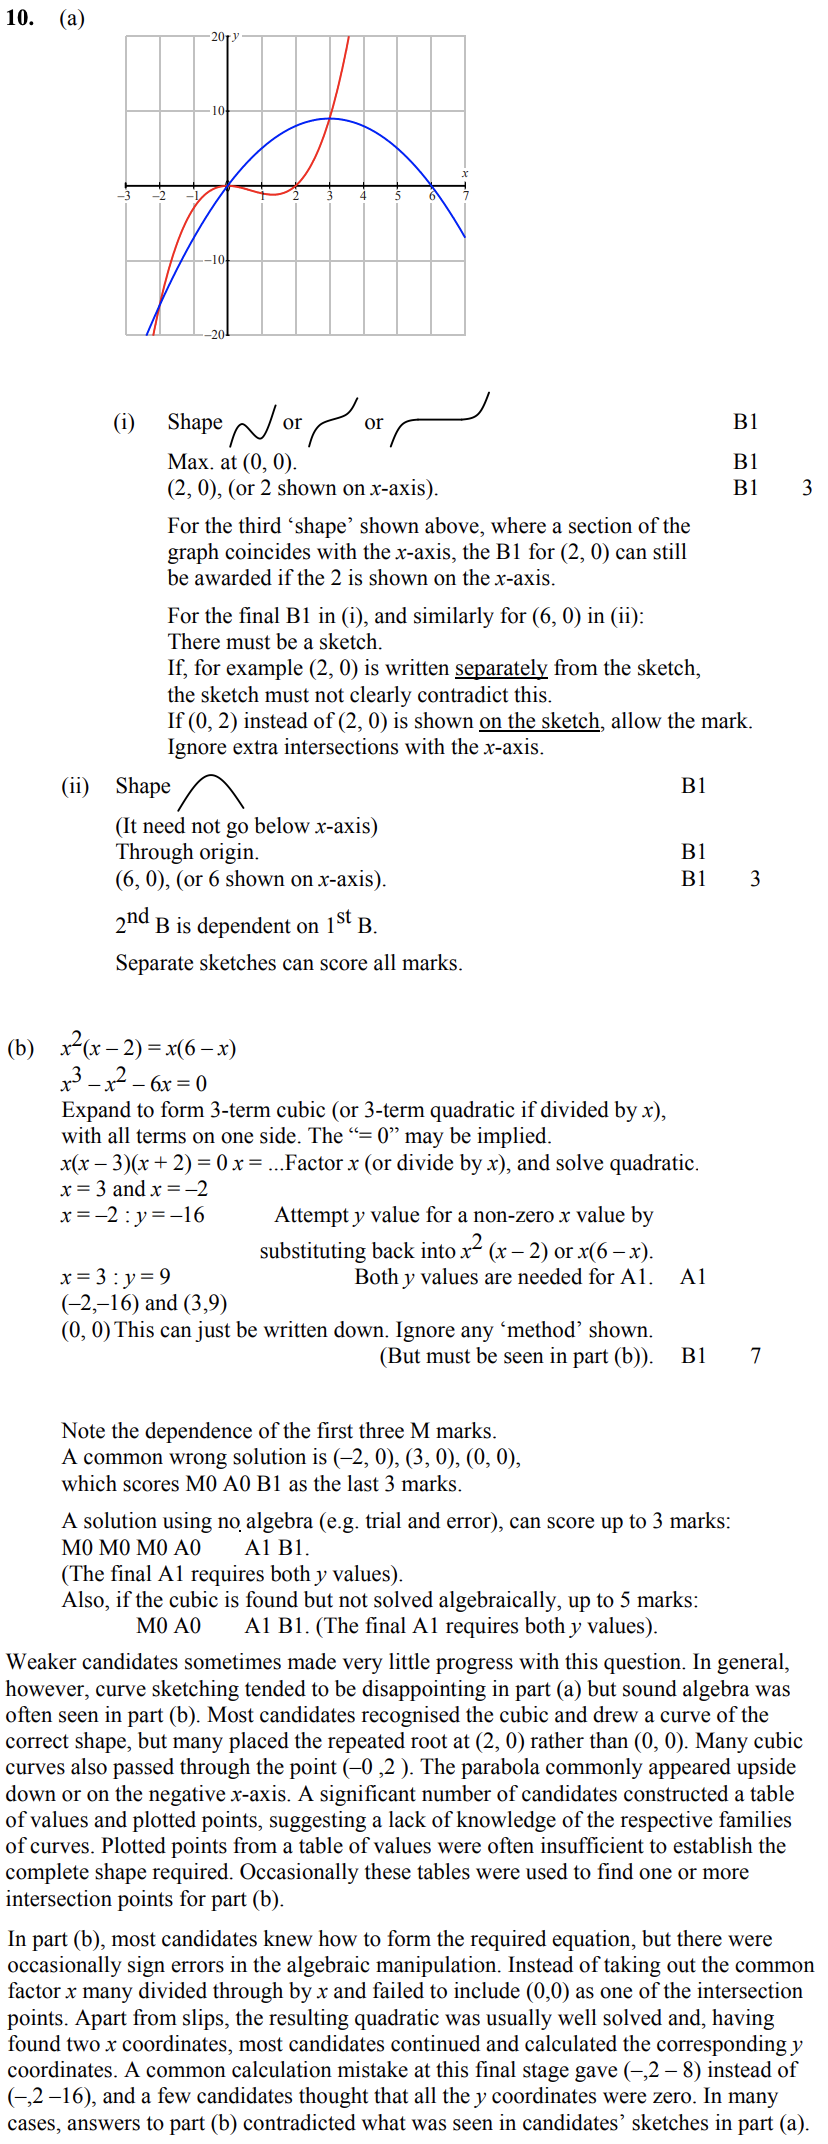 10. (a)
20 y
10
x
–3 –2 –1 1 2 3 4 5 6 7
–10
–20
(i) Shape or or B1
Max. at (0, 0). B1
(2, 0), (or 2 shown on x-axis). B1 3
For the third ‘shape’ shown above, where a section of the
graph coincides with the x-axis, the B1 for (2, 0) can still
be awarded if the 2 is shown on the x-axis.
For the final B1 in (i), and similarly for (6, 0) in (ii):
There must be a sketch.
If, for example (2, 0) is written separately from the sketch,
the sketch must not clearly contradict this.
If (0, 2) instead of (2, 0) is shown on the sketch, allow the mark.
Ignore extra intersections with the x-axis.
(ii) Shape B1
(It need not go below x-axis)
Through origin. B1
(6, 0), (or 6 shown on x-axis). B1 3
2nd B is dependent on 1st B.
Separate sketches can score all marks.
(b) x²(x – 2) = x(6 – x)
x³ – x² – 6x = 0
Expand to form 3-term cubic (or 3-term quadratic if divided by x),
with all terms on one side. The “= 0” may be implied.
x(x – 3)(x + 2) = 0 x = ...Factor x (or divide by x), and solve quadratic.
x = 3 and x = –2
x = –2 : y = –16 Attempt y value for a non-zero x value by
substituting back into x² (x – 2) or x(6 – x).
x = 3 : y = 9 Both y values are needed for A1. A1
(–2,–16) and (3,9)
(0, 0) This can just be written down. Ignore any ‘method’ shown.
(But must be seen in part (b)). B1 7
Note the dependence of the first three M marks.
A common wrong solution is (–2, 0), (3, 0), (0, 0),
which scores M0 A0 B1 as the last 3 marks.
A solution using no algebra (e.g. trial and error), can score up to 3 marks:
M0 M0 M0 A0 A1 B1.
(The final A1 requires both y values).
Also, if the cubic is found but not solved algebraically, up to 5 marks:
M0 A0 A1 B1. (The final A1 requires both y values).
Weaker candidates sometimes made very little progress with this question. In general,
however, curve sketching tended to be disappointing in part (a) but sound algebra was
often seen in part (b). Most candidates recognised the cubic and drew a curve of the
correct shape, but many placed the repeated root at (2, 0) rather than (0, 0). Many cubic
curves also passed through the point (–0 ,2 ). The parabola commonly appeared upside
down or on the negative x-axis. A significant number of candidates constructed a table
of values and plotted points, suggesting a lack of knowledge of the respective families
of curves. Plotted points from a table of values were often insufficient to establish the
complete shape required. Occasionally these tables were used to find one or more
intersection points for part (b).
In part (b), most candidates knew how to form the required equation, but there were
occasionally sign errors in the algebraic manipulation. Instead of taking out the common
factor x many divided through by x and failed to include (0,0) as one of the intersection
points. Apart from slips, the resulting quadratic was usually well solved and, having
found two x coordinates, most candidates continued and calculated the corresponding y
coordinates. A common calculation mistake at this final stage gave (–,2 – 8) instead of
(–,2 –16), and a few candidates thought that all the y coordinates were zero. In many
cases, answers to part (b) contradicted what was seen in candidates’ sketches in part (a).